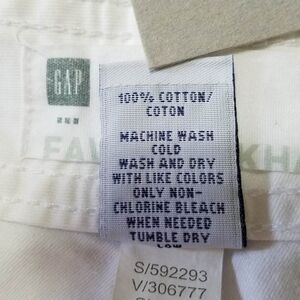 GAP
100% COTTON/
COTON
MACHINE WASH
COLD
WASH AND DRY
WITH LIKE COLORS
ONLY NON-
CHLORINE BLEACH
WHEN NEEDED
TUMBLE DRY
LOW
S/592293
V/306777